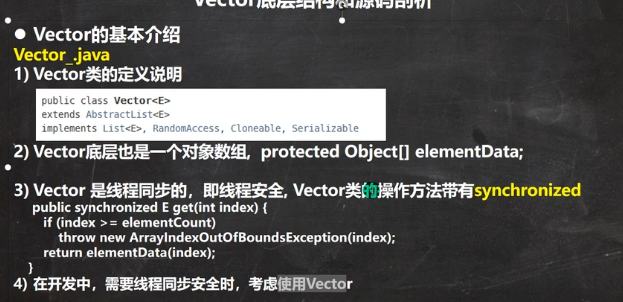 Vector底层结构和源码剖析
● Vector的基本介绍
Vector_.java
1) Vector类的定义说明
public class Vector<E>
extends AbstractList<E>
implements List<E>, RandomAccess, Cloneable, Serializable
2) Vector底层也是一个对象数组, protected Object[] elementData;
3) Vector 是线程同步的，即线程安全, Vector类的操作方法带有synchronized
public synchronized E get(int index) {
if (index >= elementCount)
throw new ArrayIndexOutOfBoundsException(index);
return elementData(index);
}
4) 在开发中，需要线程同步安全时，考虑使用Vector